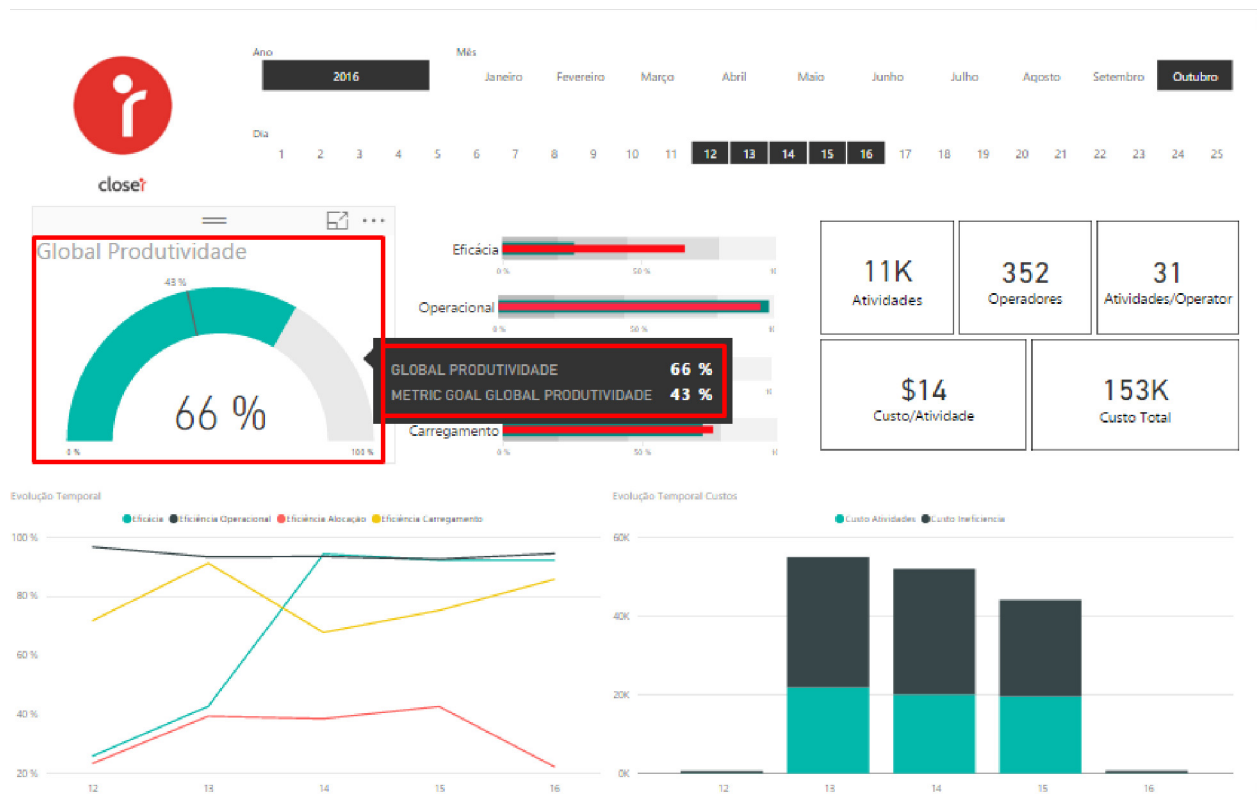 Ano
Mês
2016
Janeiro Fevereiro Março Abril Maio Junho Julho Agosto Setembro Outubro
Dia
1 2 3 4 5 6 7 8 9 10 11 12 13 14 15 16 17 18 19 20 21 22 23 24 25
closer
Global Produtividade
43 %
66 %
0 %
100 %
Eficácia
0 % 50 %
Operacional
0 % 50 %
GLOBAL PRODUTIVIDADE 66 %
METRIC GOAL GLOBAL PRODUTIVIDADE 43 %
Carregamento
0 % 50 %
11K
Atividades
352
Operadores
31
Atividades/Operator
$14
Custo/Atividade
153K
Custo Total
Evolução Temporal
Eficácia Eficiência Operacional Eficiência Alocação Eficiência Carregamento
100 %
80 %
60 %
40 %
20 %
12 13 14 15 16
Evolução Temporal Custos
Custo Atividades Custo Ineficiencia
60K
40K
20K
0K
12 13 14 15 16